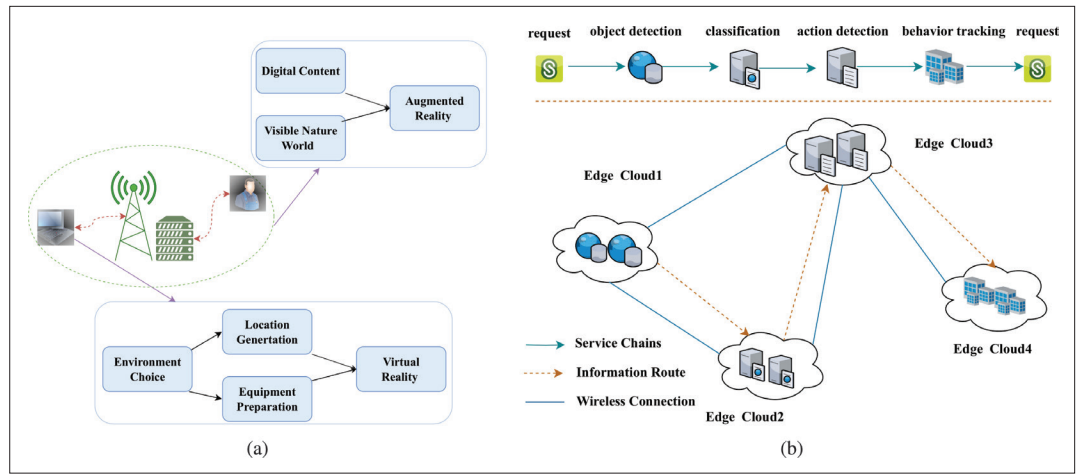 Digital Content
Visible Nature
World
Augmented
Reality
Environment
Choice
Location
Genertation
Equipment
Preparation
Virtual
Reality
(a)
request
object detection
classification
action detection
behavior tracking
request
S
S
Edge Cloud1
Edge Cloud3
Edge Cloud4
Edge Cloud2
Service Chains
Information Route
Wireless Connection
(b)